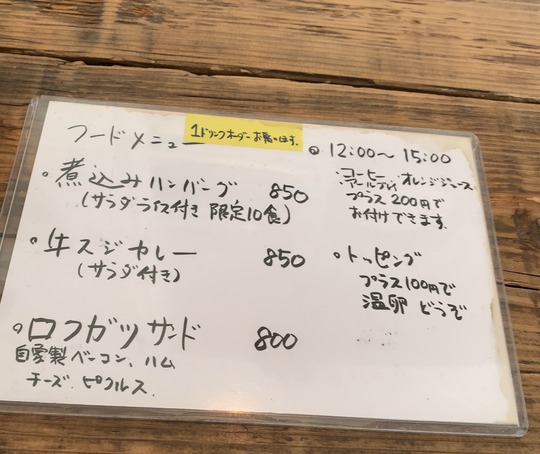 フードメニュー
1ドリンクオーダーお願いします。
煮込みハンバーグ 850
(サラダライス付き 限定10食)
牛スジカレー 850
(サラダ付き)
ロフガツサンド 800
自家製ベーコン、ハム
チーズ.ピクルス.
12:00〜15:00
・コーヒー ・オレンジジュース
・アールグレイ
プラス200円で
お付けできます.
トッピング
プラス100円で
温卵 どうぞ